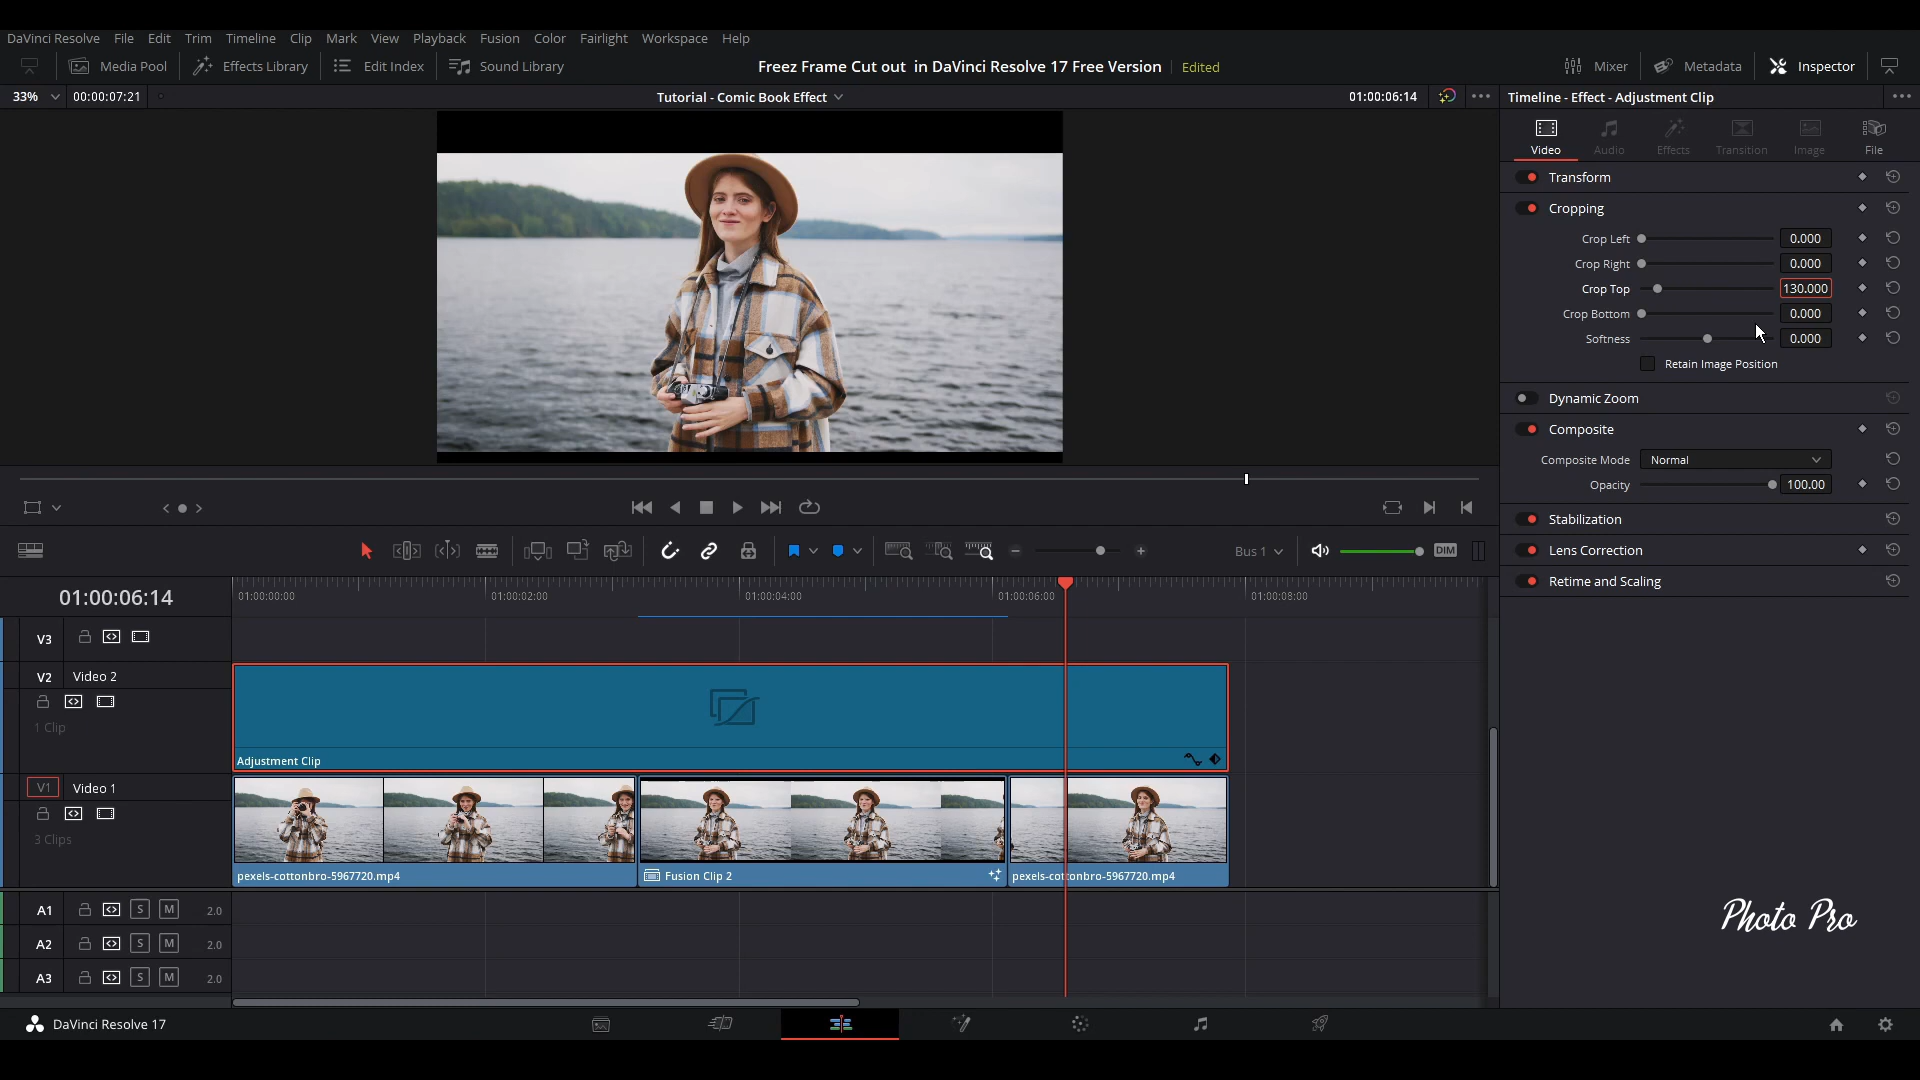 DaVinci Resolve File Edit Trim Timeline Clip Mark View Playback Fusion Color Fairlight Workspace Help
Media Pool Effects Library Edit Index Sound Library Freez Frame Cut out in DaVinci Resolve 17 Free Version Edited Mixer Metadata Inspector
33% 00:00:07:21 Tutorial - Comic Book Effect 01:00:06:14 ••• Timeline - Effect - Adjustment Clip •••
Video Audio Effects Transition Image File
Transform
Cropping
Crop Left 0.000
Crop Right 0.000
Crop Top 130.000
Crop Bottom 0.000
Softness 0.000
Retain Image Position
Dynamic Zoom
Composite
Composite Mode Normal
Opacity 100.00
Stabilization
Lens Correction
Retime and Scaling
Bus 1 DIM
01:00:06:14 01:00:00:00 01:00:02:00 01:00:04:00 01:00:06:00 01:00:08:00
V3
V2 Video 2
1 Clip
Adjustment Clip
V1 Video 1
3 Clips
pexels-cottonbro-5967720.mp4 Fusion Clip 2 pexels-cottonbro-5967720.mp4
A1 S M 2.0
A2 S M 2.0
A3 S M 2.0
Photo Pro
DaVinci Resolve 17